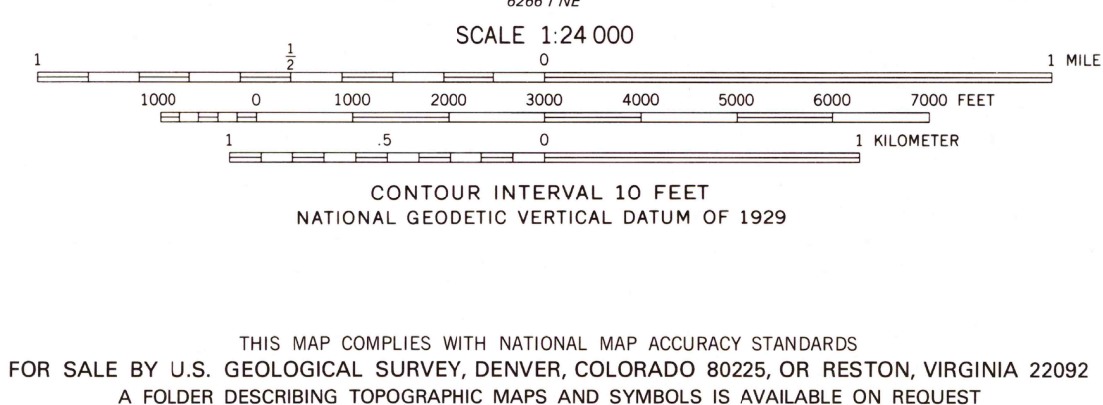 SCALE 1:24 000
1 1/2 0 1 MILE
1000 0 1000 2000 3000 4000 5000 6000 7000 FEET
1 .5 0 1 KILOMETER
CONTOUR INTERVAL 10 FEET
NATIONAL GEODETIC VERTICAL DATUM OF 1929
THIS MAP COMPLIES WITH NATIONAL MAP ACCURACY STANDARDS
FOR SALE BY U.S. GEOLOGICAL SURVEY, DENVER, COLORADO 80225, OR RESTON, VIRGINIA 22092
A FOLDER DESCRIBING TOPOGRAPHIC MAPS AND SYMBOLS IS AVAILABLE ON REQUEST